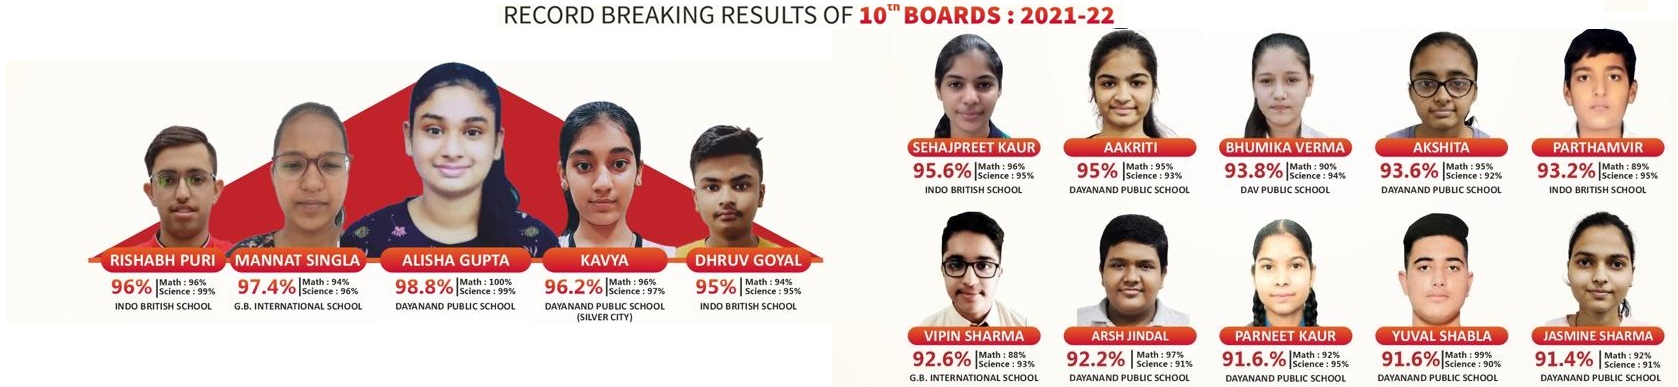 RECORD BREAKING RESULTS OF 10th BOARDS : 2021-22
RISHABH PURI
96% Math : 96%
Science : 99%
INDO BRITISH SCHOOL
MANNAT SINGLA
97.4% Math : 94%
Science : 96%
G.B. INTERNATIONAL SCHOOL
ALISHA GUPTA
98.8% Math : 100%
Science : 99%
DAYANAND PUBLIC SCHOOL
KAVYA
96.2% Math : 96%
Science : 97%
DAYANAND PUBLIC SCHOOL
(SILVER CITY)
DHRUV GOYAL
95% Math : 94%
Science : 95%
INDO BRITISH SCHOOL
SEHAJPREET KAUR
95.6% Math : 96%
Science : 95%
INDO BRITISH SCHOOL
AAKRITI
95% Math : 95%
Science : 93%
DAYANAND PUBLIC SCHOOL
BHUMIKA VERMA
93.8% Math : 90%
Science : 94%
DAV PUBLIC SCHOOL
AKSHITA
93.6% Math : 95%
Science : 92%
DAYANAND PUBLIC SCHOOL
PARTHAMVIR
93.2% Math : 89%
Science : 95%
INDO BRITISH SCHOOL
VIPIN SHARMA
92.6% Math : 88%
Science : 93%
G.B. INTERNATIONAL SCHOOL
ARSH JINDAL
92.2% Math : 97%
Science : 91%
DAYANAND PUBLIC SCHOOL
PARNEET KAUR
91.6.% Math : 92%
Science : 95%
DAYANAND PUBLIC SCHOOL
YUVAL SHABLA
91.6% Math : 99%
Science : 90%
DAYANAND PUBLIC SCHOOL
JASMINE SHARMA
91.4% Math : 92%
Science : 91%
DAYANAND PUBLIC SCHOOL